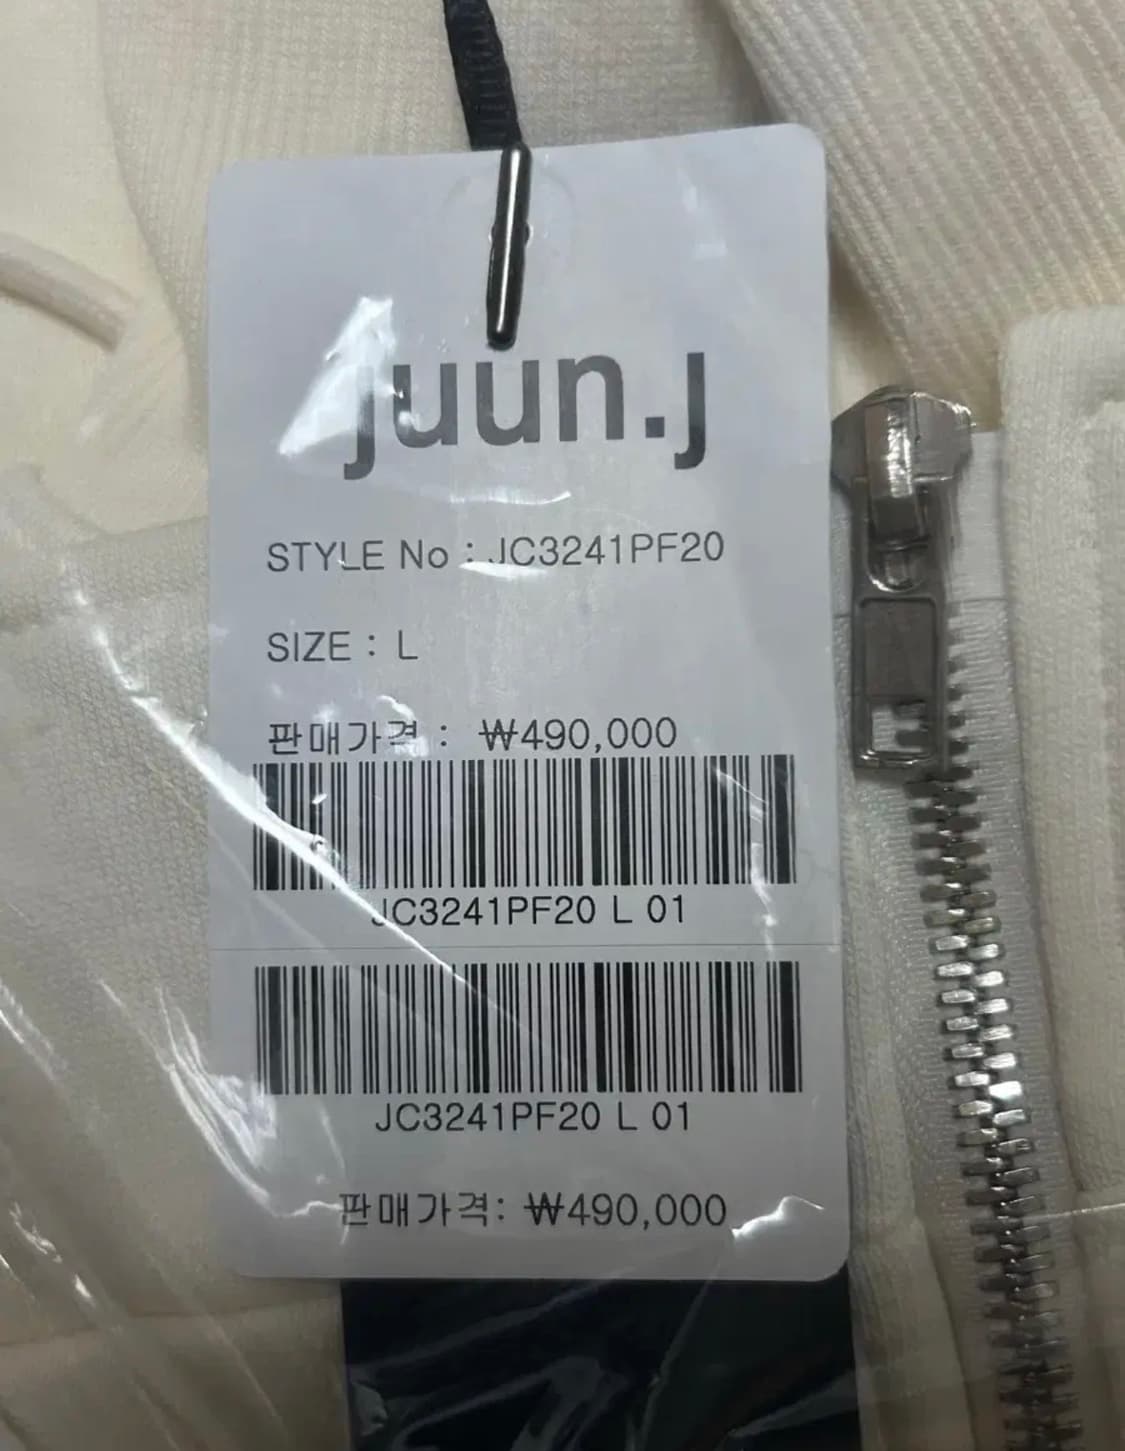 juun.j
STYLE No : JC3241PF20
SIZE : L
판매가격 : ₩490,000
JC3241PF20 L 01
JC3241PF20 L 01
판매가격: ₩490,000